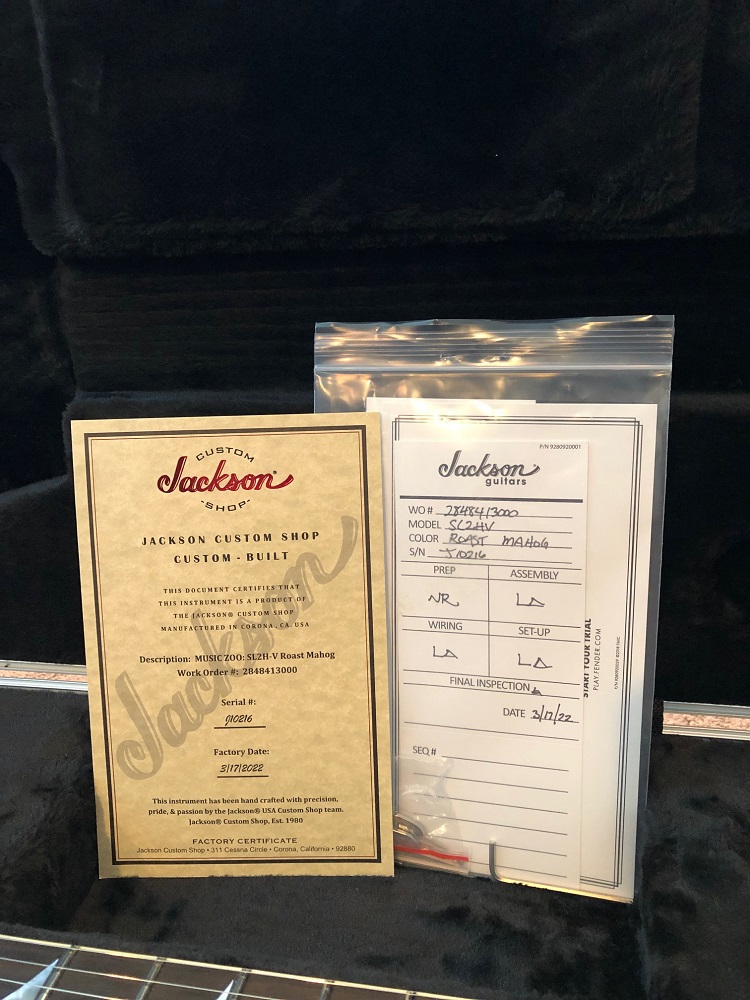 CUSTOM
Jackson®
-SHOP-
JACKSON CUSTOM SHOP
CUSTOM - BUILT
THIS DOCUMENT CERTIFIES THAT
THIS INSTRUMENT IS A PRODUCT OF
THE JACKSON® CUSTOM SHOP
MANUFACTURED IN CORONA, CA. USA
Jackson
Description: MUSIC ZOO: SL2H-V Roast Mahog
Work Order #: 2848413000
Serial #:
J10216
Factory Date:
3/17/2022
This instrument has been hand crafted with precision,
pride, & passion by the Jackson® USA Custom Shop team.
Jackson® Custom Shop, Est. 1980
FACTORY CERTIFICATE
Jackson Custom Shop • 311 Cessna Circle • Corona, California • 92880
P/N 9280920001
Jackson
guitars
WO # 2848413000
MODEL SL2HV
COLOR ROAST MAHOG
S/N J10216
PREP
ASSEMBLY
NR
LA
WIRING
SET-UP
LA
LA
FINAL INSPECTION
DATE 3/17/22
SEQ #
START YOUR TRIAL
PLAY.FENDER.COM